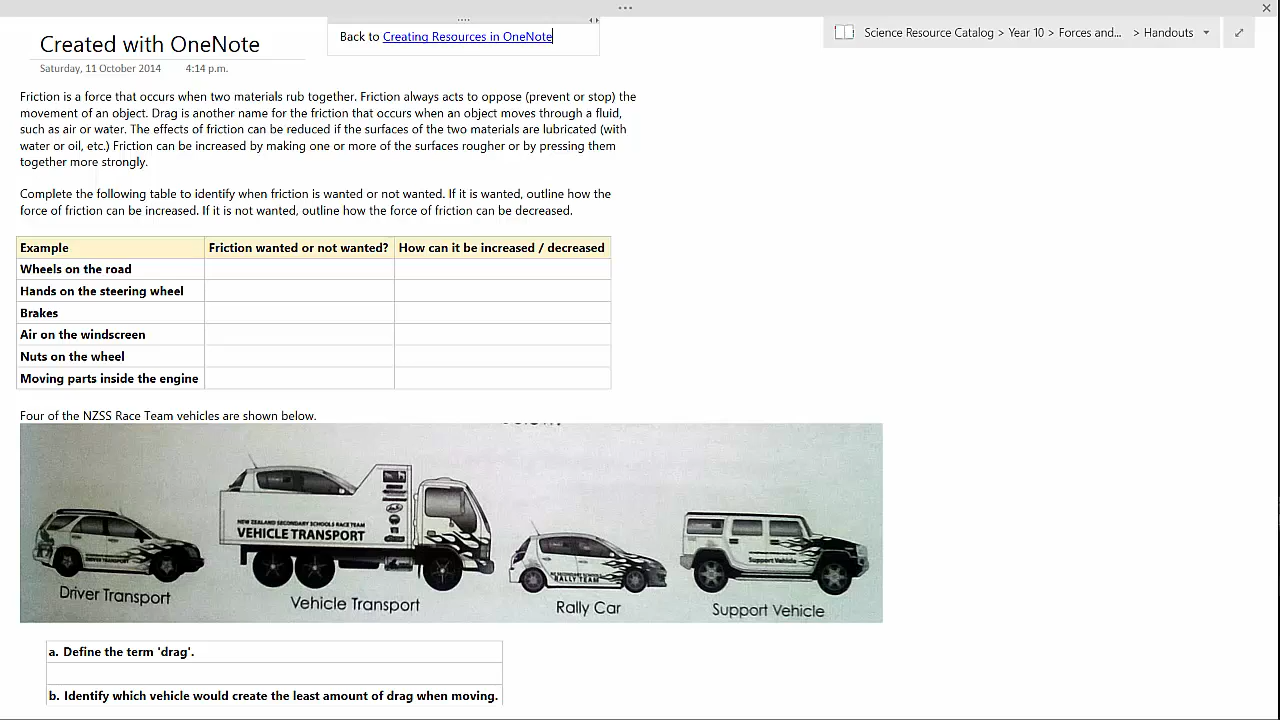 Created with OneNote
Saturday, 11 October 2014 4:14 p.m.
Back to Creating Resources in OneNote
Science Resource Catalog > Year 10 > Forces and... > Handouts
Friction is a force that occurs when two materials rub together. Friction always acts to oppose (prevent or stop) the
movement of an object. Drag is another name for the friction that occurs when an object moves through a fluid,
such as air or water. The effects of friction can be reduced if the surfaces of the two materials are lubricated (with
water or oil, etc.) Friction can be increased by making one or more of the surfaces rougher or by pressing them
together more strongly.
Complete the following table to identify when friction is wanted or not wanted. If it is wanted, outline how the
force of friction can be increased. If it is not wanted, outline how the force of friction can be decreased.
Example Friction wanted or not wanted? How can it be increased / decreased
Wheels on the road
Hands on the steering wheel
Brakes
Air on the windscreen
Nuts on the wheel
Moving parts inside the engine
Four of the NZSS Race Team vehicles are shown below.
NEW ZEALAND SECONDARY SCHOOLS RACE TEAM
VEHICLE TRANSPORT
DRIVER TRANSPORT
RALLY TEAM
Support Vehicle
Driver Transport
Vehicle Transport
Rally Car
Support Vehicle
a. Define the term 'drag'.
b. Identify which vehicle would create the least amount of drag when moving.